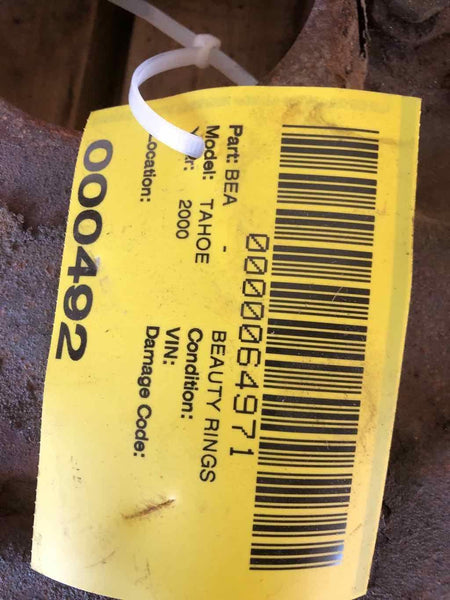 0000064971
Part: BEA - BEAUTY RINGS
Model: TAHOE Condition:
2000 VIN:
Location: Damage Code:
000492